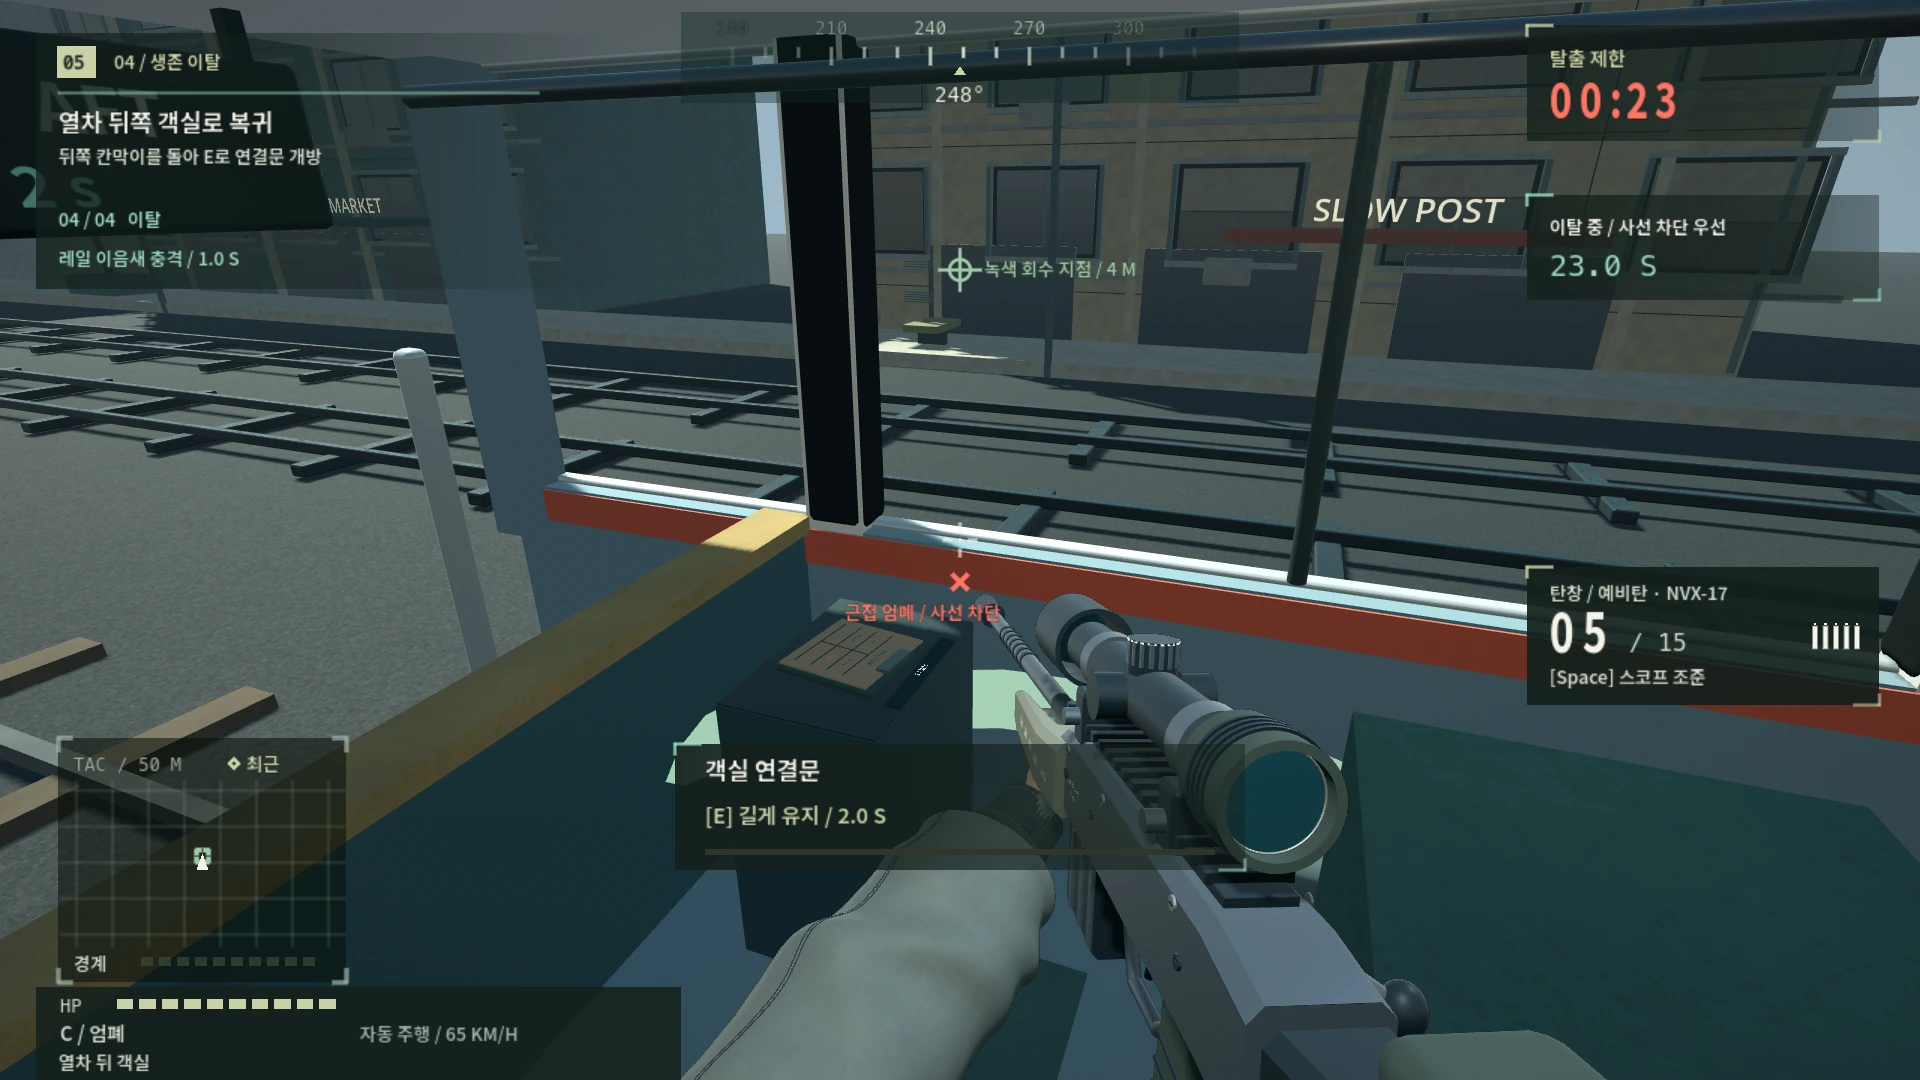 05 04 / 생존 이탈
열차 뒤쪽 객실로 복귀
뒤쪽 칸막이를 돌아 E로 연결문 개방
2 s
04 / 04 이탈
레일 이음새 충격 / 1.0 S
MARKET
180 210 240 270 300
248°
탈출 제한
00:23
SLOW POST
이탈 중 / 사선 차단 우선
23.0 S
녹색 회수 지점 / 4 M
근접 엄폐 / 사선 차단
탄창 / 예비탄 · NVX-17
05 / 15
[Space] 스코프 조준
객실 연결문
[E] 길게 유지 / 2.0 S
TAC / 50 M 최근
경계
HP
C / 엄폐
자동 주행 / 65 KM/H
열차 뒤 객실